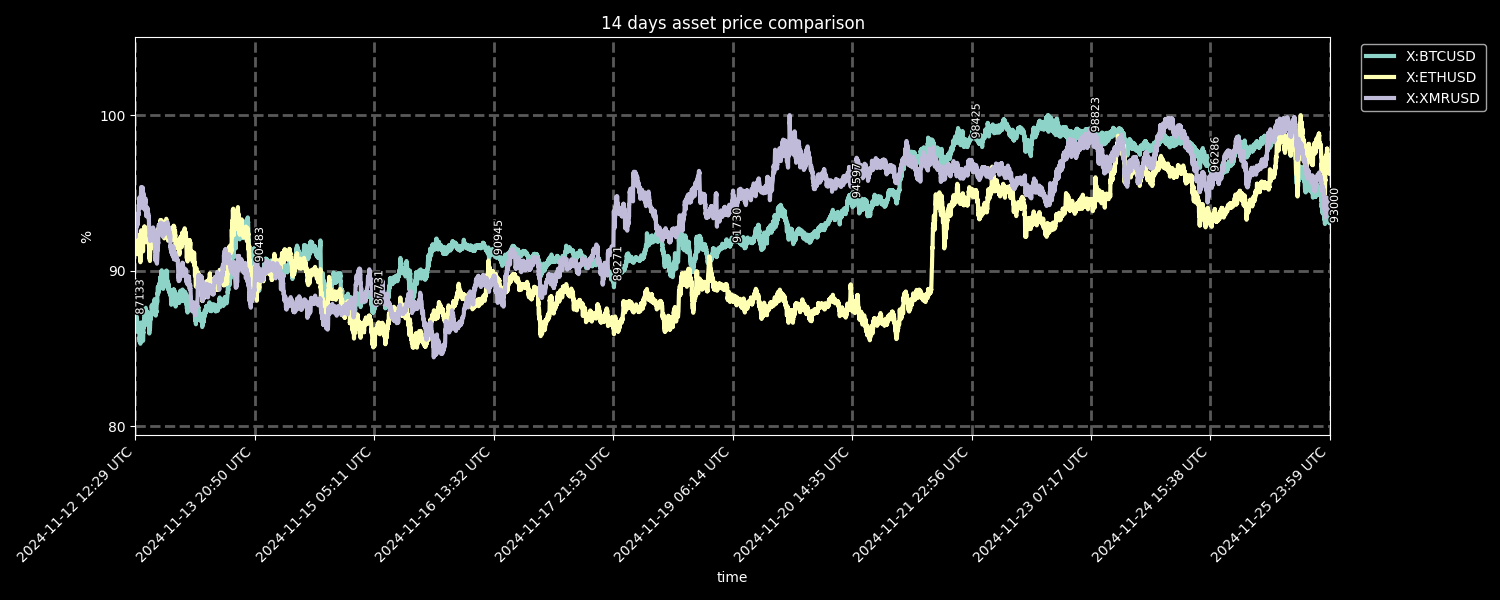 14 days asset price comparison
X:BTCUSD
X:ETHUSD
X:XMRUSD
100
90
80
%
87133
90483
87731
90945
89271
91730
94597
98425
98823
96286
93000
2024-11-12 12:29 UTC
2024-11-13 20:50 UTC
2024-11-15 05:11 UTC
2024-11-16 13:32 UTC
2024-11-17 21:53 UTC
2024-11-19 06:14 UTC
2024-11-20 14:35 UTC
2024-11-21 22:56 UTC
2024-11-23 07:17 UTC
2024-11-24 15:38 UTC
2024-11-25 23:59 UTC
time